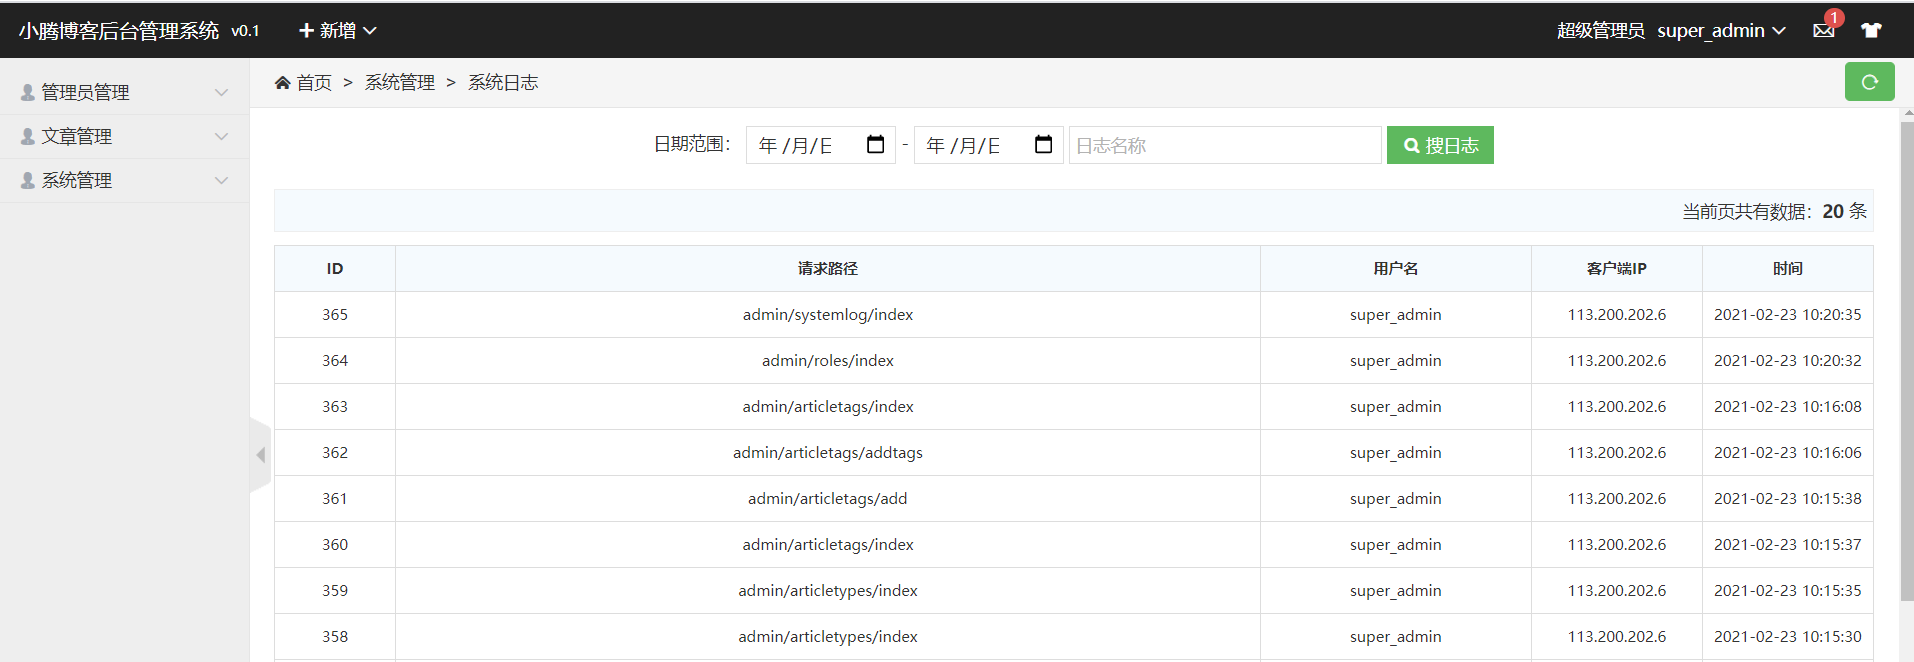 小腾博客后台管理系统 v0.1 新增 超级管理员 super_admin 1
管理员管理
文章管理
系统管理
首页 > 系统管理 > 系统日志
日期范围： 年/月/日 - 年/月/日 日志名称 搜日志
当前页共有数据：20 条
ID 请求路径 用户名 客户端IP 时间
365 admin/systemlog/index super_admin 113.200.202.6 2021-02-23 10:20:35
364 admin/roles/index super_admin 113.200.202.6 2021-02-23 10:20:32
363 admin/articletags/index super_admin 113.200.202.6 2021-02-23 10:16:08
362 admin/articletags/addtags super_admin 113.200.202.6 2021-02-23 10:16:06
361 admin/articletags/add super_admin 113.200.202.6 2021-02-23 10:15:38
360 admin/articletags/index super_admin 113.200.202.6 2021-02-23 10:15:37
359 admin/articletypes/index super_admin 113.200.202.6 2021-02-23 10:15:35
358 admin/articletypes/index super_admin 113.200.202.6 2021-02-23 10:15:30